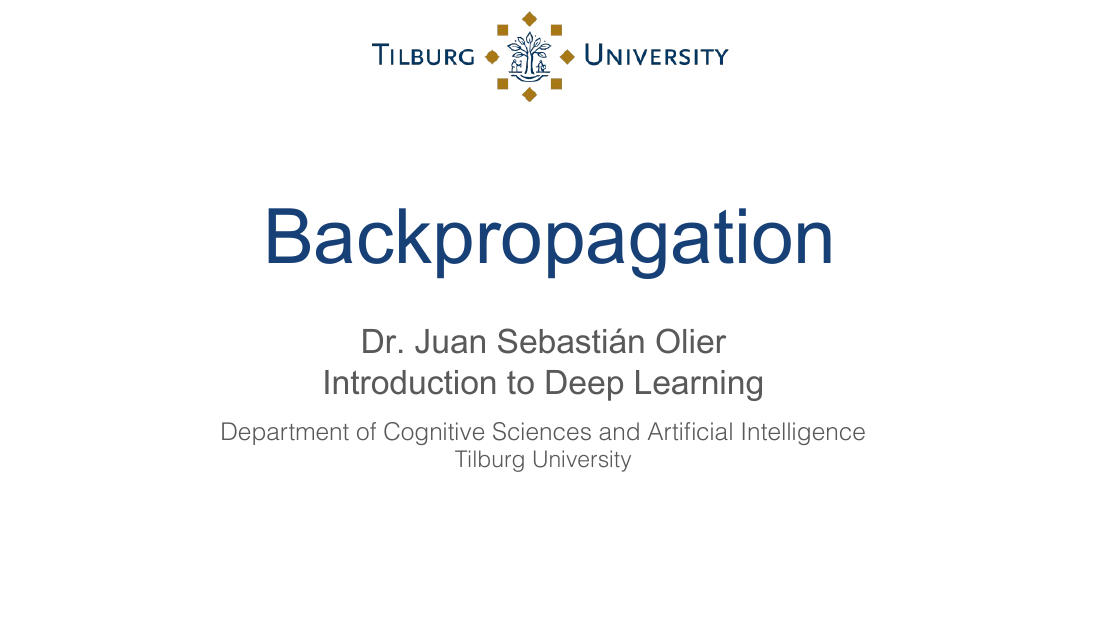 TILBURG UNIVERSITY
Backpropagation
Dr. Juan Sebastián Olier
Introduction to Deep Learning
Department of Cognitive Sciences and Artificial Intelligence
Tilburg University